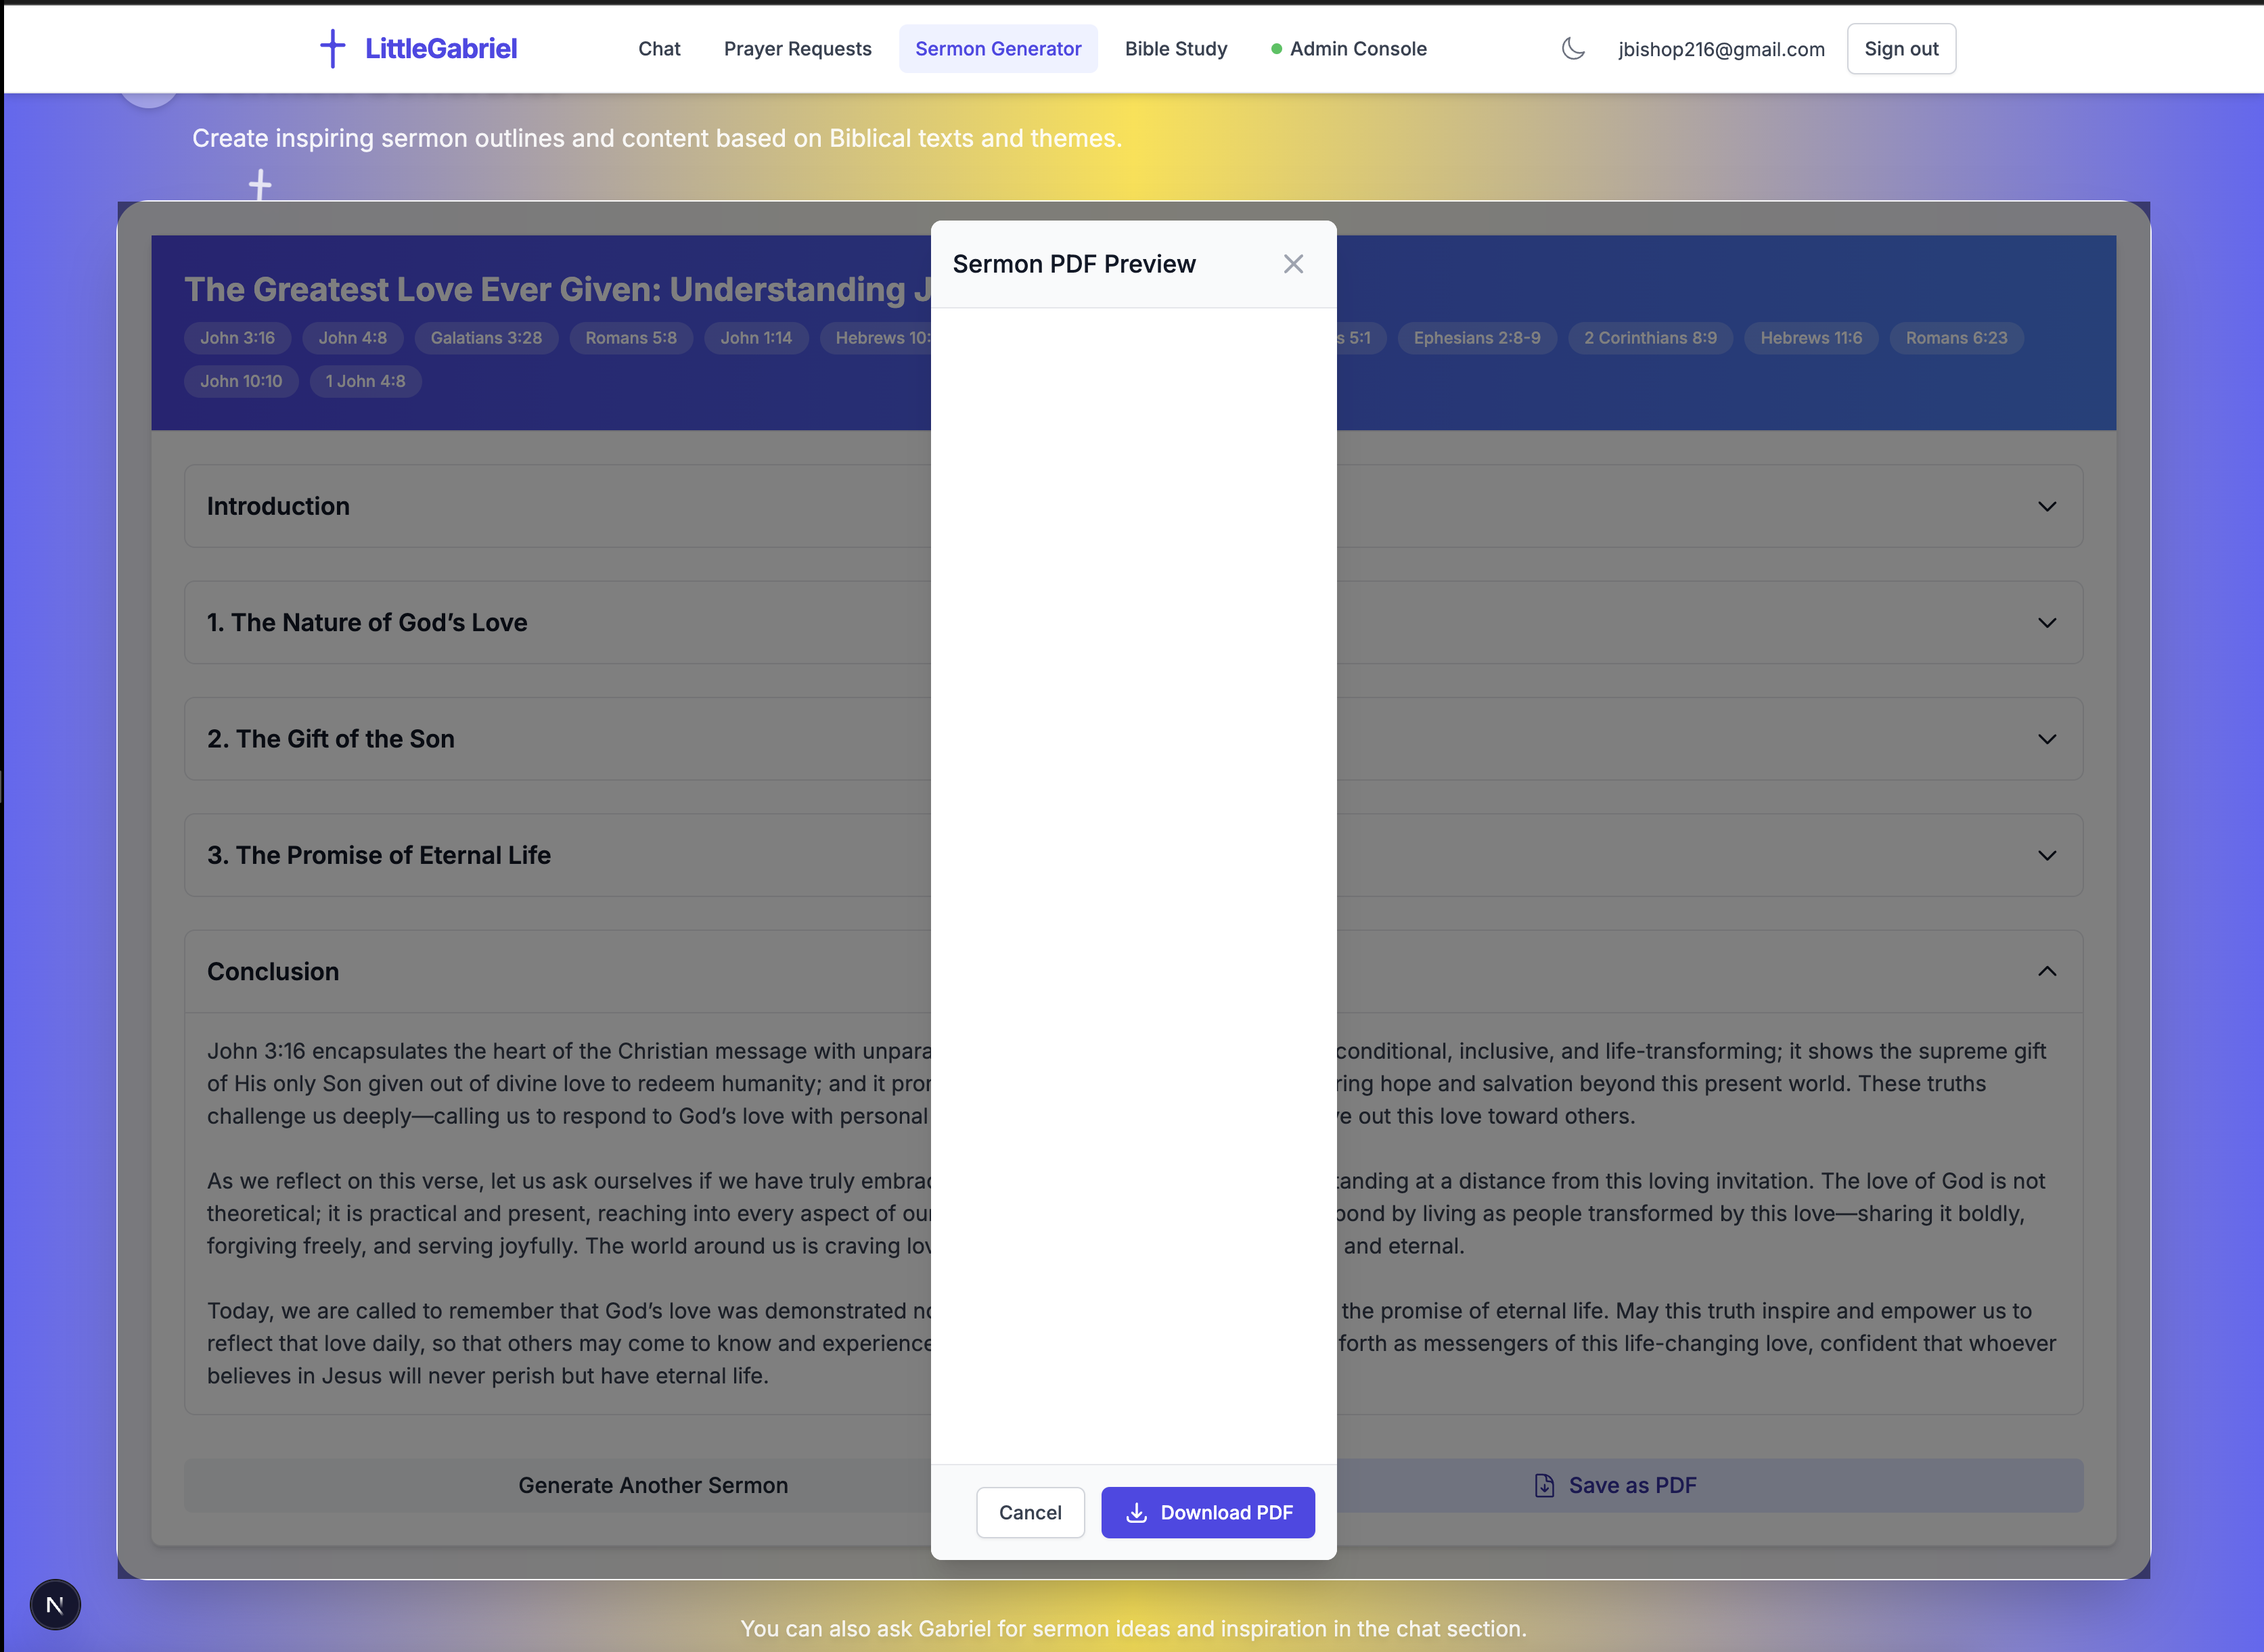 LittleGabriel
Chat
Prayer Requests
Sermon Generator
Bible Study
Admin Console
jbishop216@gmail.com
Sign out
Create inspiring sermon outlines and content based on Biblical texts and themes.
Sermon PDF Preview
The Greatest Love Ever Given: Understanding J
John 3:16
John 4:8
Galatians 3:28
Romans 5:8
John 1:14
Hebrews 10:
s 5:1
Ephesians 2:8-9
2 Corinthians 8:9
Hebrews 11:6
Romans 6:23
John 10:10
1 John 4:8
Introduction
1. The Nature of God’s Love
2. The Gift of the Son
3. The Promise of Eternal Life
Conclusion
John 3:16 encapsulates the heart of the Christian message with unpara conditional, inclusive, and life-transforming; it shows the supreme gift
of His only Son given out of divine love to redeem humanity; and it pro ring hope and salvation beyond this present world. These truths
challenge us deeply—calling us to respond to God’s love with personal e out this love toward others.
As we reflect on this verse, let us ask ourselves if we have truly embrac tanding at a distance from this loving invitation. The love of God is not
theoretical; it is practical and present, reaching into every aspect of ou pond by living as people transformed by this love—sharing it boldly,
forgiving freely, and serving joyfully. The world around us is craving lo and eternal.
Today, we are called to remember that God’s love was demonstrated no the promise of eternal life. May this truth inspire and empower us to
reflect that love daily, so that others may come to know and experience forth as messengers of this life-changing love, confident that whoever
believes in Jesus will never perish but have eternal life.
Generate Another Sermon
Save as PDF
Cancel
Download PDF
N
You can also ask Gabriel for sermon ideas and inspiration in the chat section.